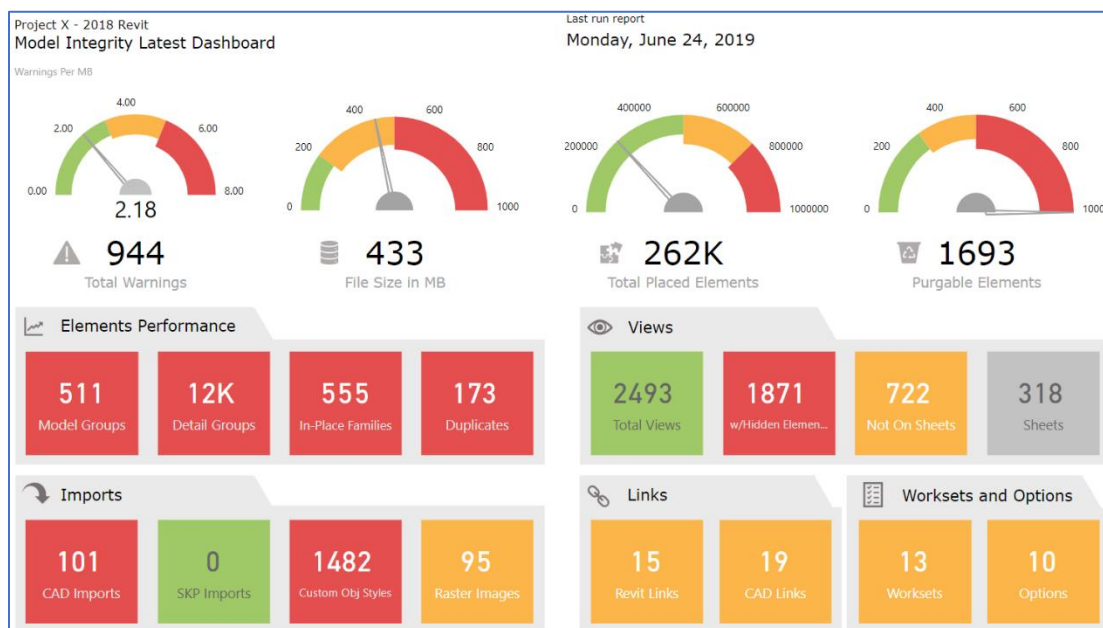 Project X - 2018 Revit
Model Integrity Latest Dashboard
Last run report
Monday, June 24, 2019
Warnings Per MB
0.00
2.00
4.00
6.00
8.00
2.18
0
200
400
600
800
1000
0
200000
400000
600000
800000
1000000
0
200
400
600
800
1000
944
Total Warnings
433
File Size in MB
262K
Total Placed Elements
1693
Purgable Elements
Elements Performance
511
Model Groups
12K
Detail Groups
555
In-Place Families
173
Duplicates
Views
2493
Total Views
1871
w/Hidden Elemen...
722
Not On Sheets
318
Sheets
Imports
101
CAD Imports
0
SKP Imports
1482
Custom Obj Styles
95
Raster Images
Links
15
Revit Links
19
CAD Links
Worksets and Options
13
Worksets
10
Options